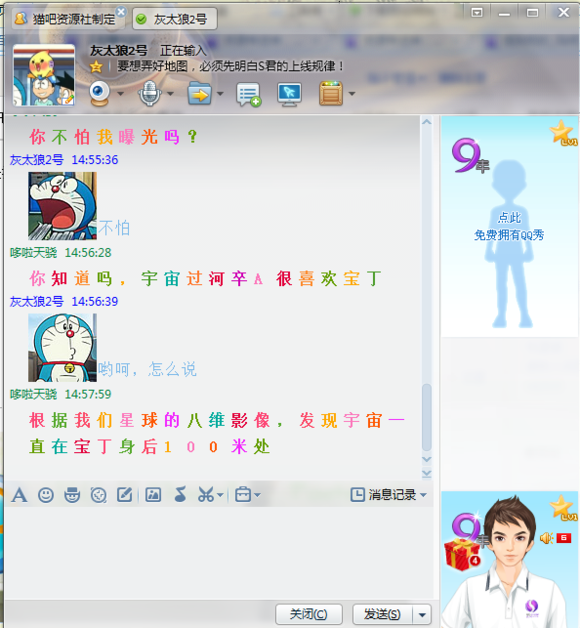 猫吧资源社制定
灰太狼2号
灰太狼2号 正在输入
要想弄好地图，必须先明白S君的上线规律！
你不怕我曝光吗？
灰太狼2号 14:55:36
不怕
哆啦天骁 14:56:28
你知道吗，宇宙过河卒A 很喜欢宝丁
灰太狼2号 14:56:39
哟呵，怎么说
哆啦天骁 14:57:59
根据我们星球的八维影像，发现宇宙一
直在宝丁身后100米处
消息记录
关闭(C)
发送(S)
9年
LV1
点此
免费拥有QQ秀
9年
LV1
6
4